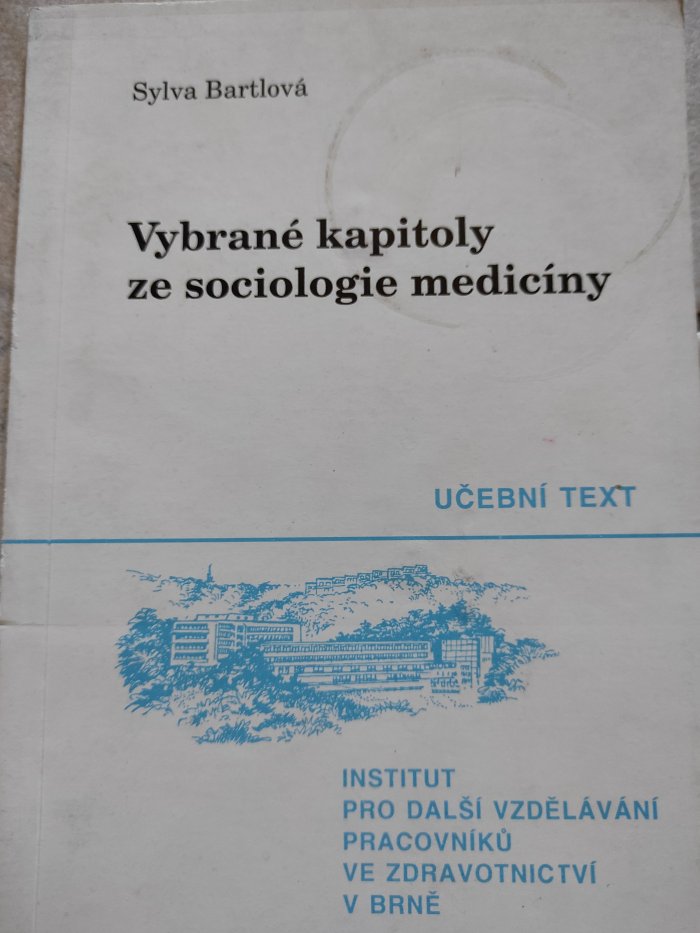 Sylva Bartlová
Vybrané kapitoly
ze sociologie medicíny
UČEBNÍ TEXT
INSTITUT
PRO DALŠÍ VZDĚLÁVÁNÍ
PRACOVNÍKŮ
VE ZDRAVOTNICTVÍ
V BRNĚ